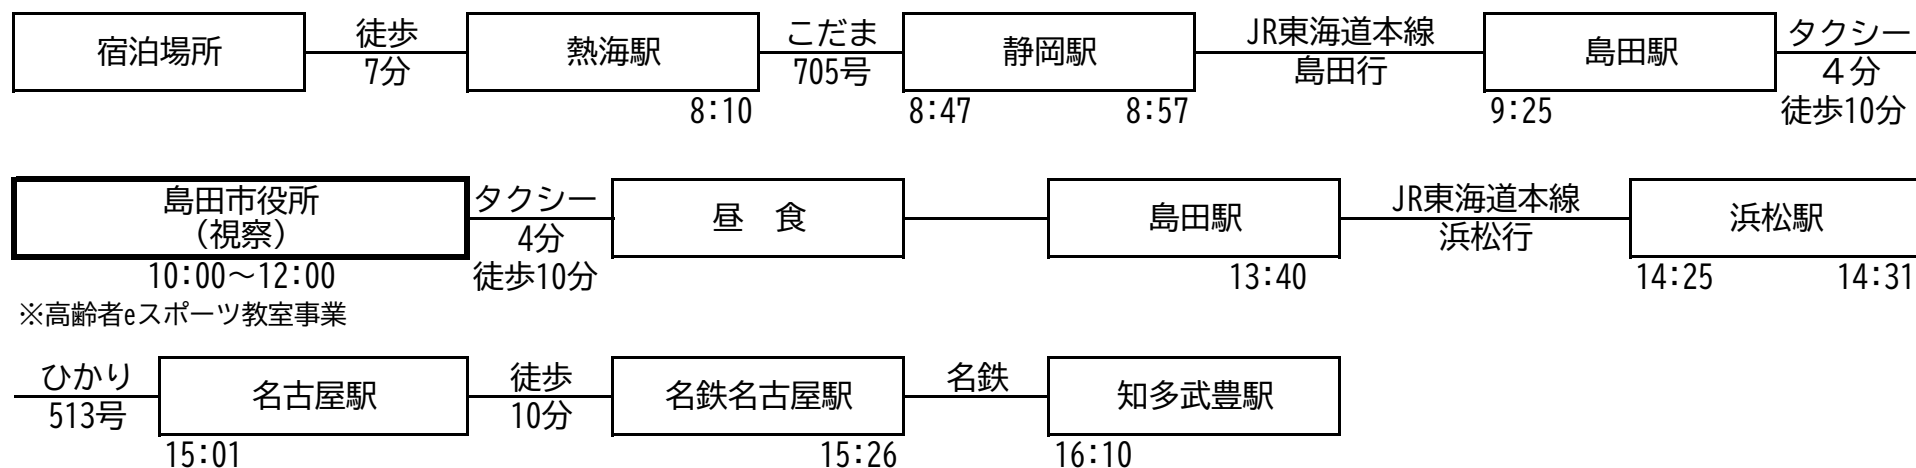 宿泊場所
徒歩
7分
熱海駅
8:10
こだま
705号
静岡駅
8:47
8:57
JR東海道本線
島田行
島田駅
9:25
タクシー
４分
徒歩10分
島田市役所
（視察）
10:00～12:00
※高齢者eスポーツ教室事業
タクシー
4分
徒歩10分
昼　食
島田駅
13:40
JR東海道本線
浜松行
浜松駅
14:25
14:31
ひかり
513号
名古屋駅
15:01
徒歩
10分
名鉄名古屋駅
15:26
名鉄
知多武豊駅
16:10